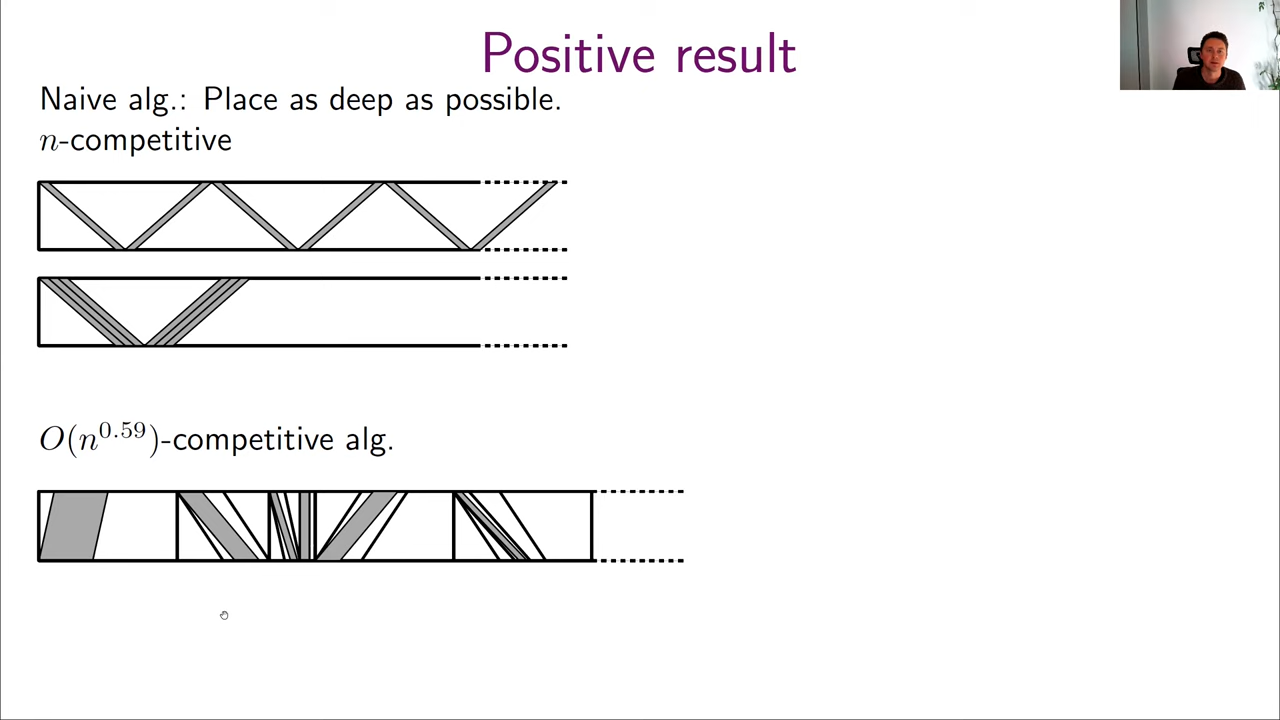 Positive result
Naive alg.: Place as deep as possible.
n-competitive
O(n^{0.59})-competitive alg.